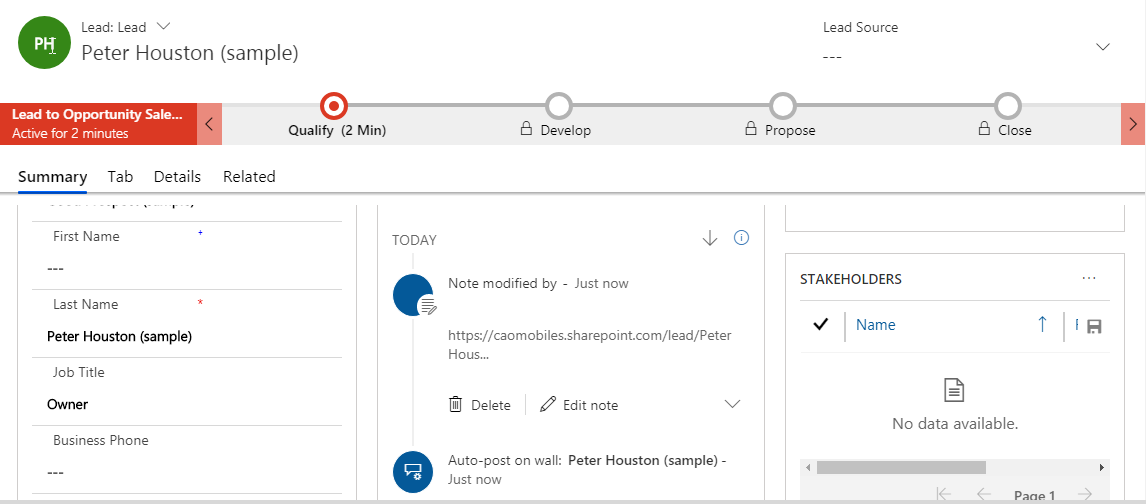 PH
Lead: Lead
Peter Houston (sample)
Lead Source
---
Lead to Opportunity Sale...
Active for 2 minutes
Qualify (2 Min)
Develop
Propose
Close
Summary
Tab
Details
Related
First Name +
---
Last Name *
Peter Houston (sample)
Job Title
Owner
Business Phone
---
TODAY
Note modified by - Just now
https://caomobiles.sharepoint.com/lead/Peter
Hous...
Delete
Edit note
Auto-post on wall: Peter Houston (sample) -
Just now
STAKEHOLDERS
...
Name
No data available.
Page 1